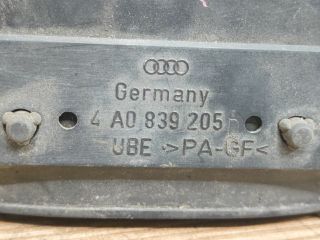 Germany
4 A0 839 205
UBE >PA-GF<